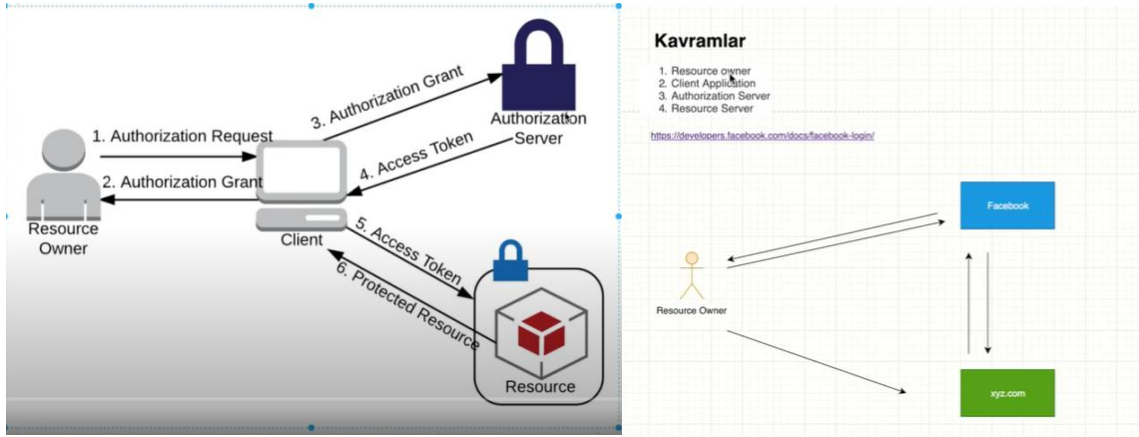 1. Authorization Request
2. Authorization Grant
3. Authorization Grant
4. Access Token
5. Access Token
6. Protected Resource
Resource
Owner
Client
Authorization
Server
Resource
Kavramlar
1. Resource owner
2. Client Application
3. Authorization Server
4. Resource Server
https://developers.facebook.com/docs/facebook-login/
Facebook
Resource Owner
xyz.com